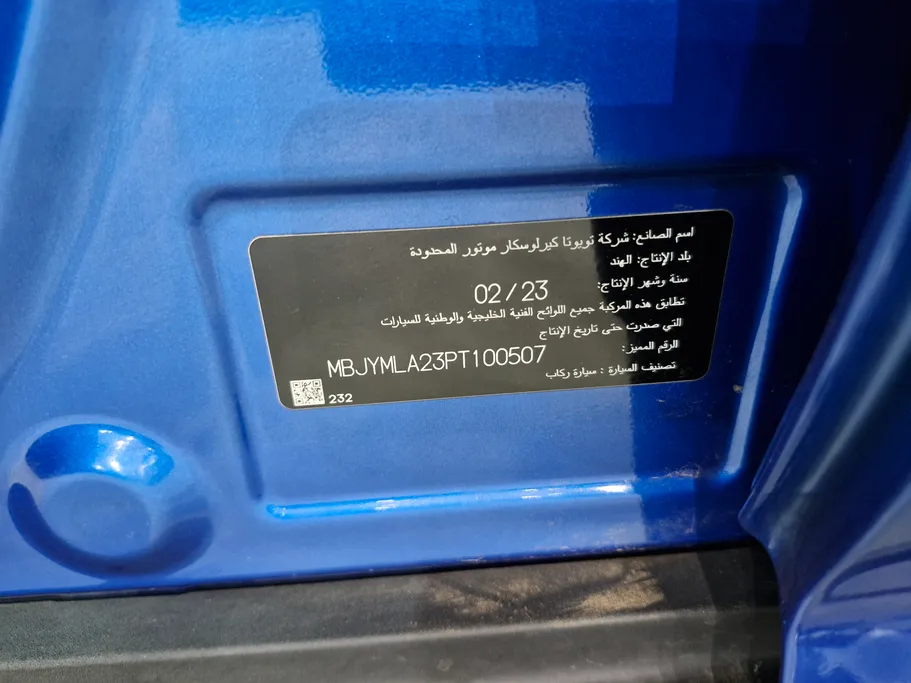 اسم الصانع: شركة تويوتا كيرلوسكار موتور المحدودة
بلد الإنتاج: الهند
سنة وشهر الإنتاج: 02/23
تطابق هذه المركبة جميع اللوائح الفنية الخليجية والوطنية للسيارات
التي صدرت حتى تاريخ الإنتاج
الرقم المميز: MBJYMLA23PT100507
تصنيف السيارة : سيارة ركاب
232